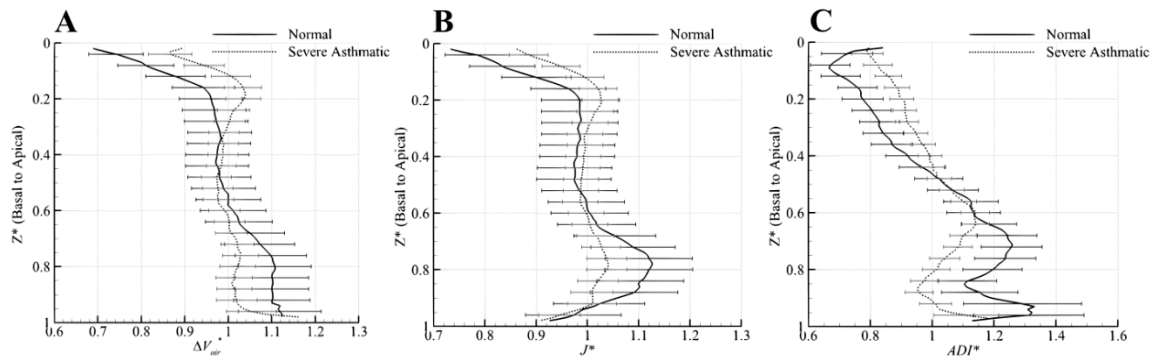 A
Normal
Severe Asthmatic
0
0.2
0.4
0.6
0.8
1
Z* (Basal to Apical)
0.6 0.7 0.8 0.9 1 1.1 1.2 1.3
ΔV*air
B
Normal
Severe Asthmatic
0
0.2
0.4
0.6
0.8
1
Z* (Basal to Apical)
0.7 0.8 0.9 1 1.1 1.2 1.3
J*
C
Normal
Severe Asthmatic
0
0.2
0.4
0.6
0.8
1
Z* (Basal to Apical)
0.6 0.8 1 1.2 1.4 1.6
ADI*